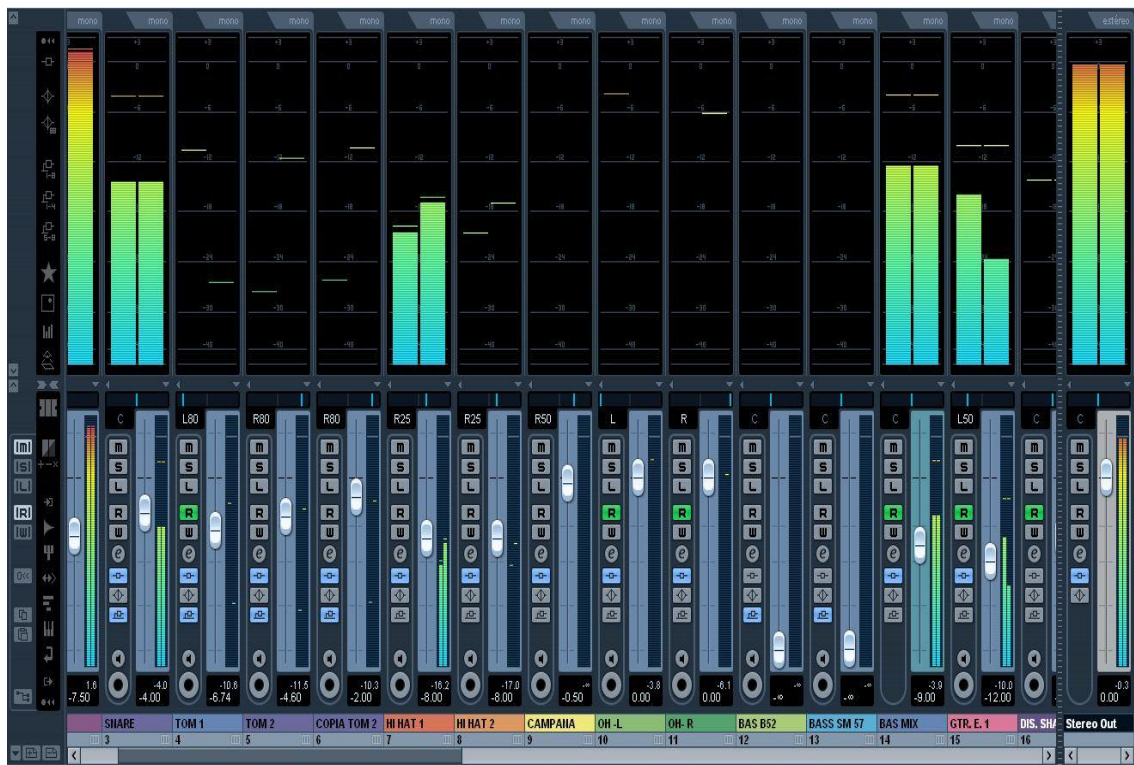 mono mono mono mono mono mono mono mono mono mono mono mono mono estéreo
C L80 R80 R80 R25 R25 R50 L R C C C L50 C C
1.6 -4.0 -10.6 -11.5 -10.3 -16.2 -17.0 -∞ -3.8 -6.1 -∞ -∞ -3.9 -10.0 -0.3
-7.50 -4.00 -6.74 -4.60 -2.00 -8.00 -8.00 -0.50 0.00 0.00 -∞ -∞ -9.00 -12.00 0.00
SNARE TOM 1 TOM 2 COPIA TOM 2 HI HAT 1 HI HAT 2 CAMPANA OH -L OH- R BAS B52 BASS SM 57 BAS MIX GTR. E. 1 DIS. SHA Stereo Out
3 4 5 6 7 8 9 10 11 12 13 14 15 16